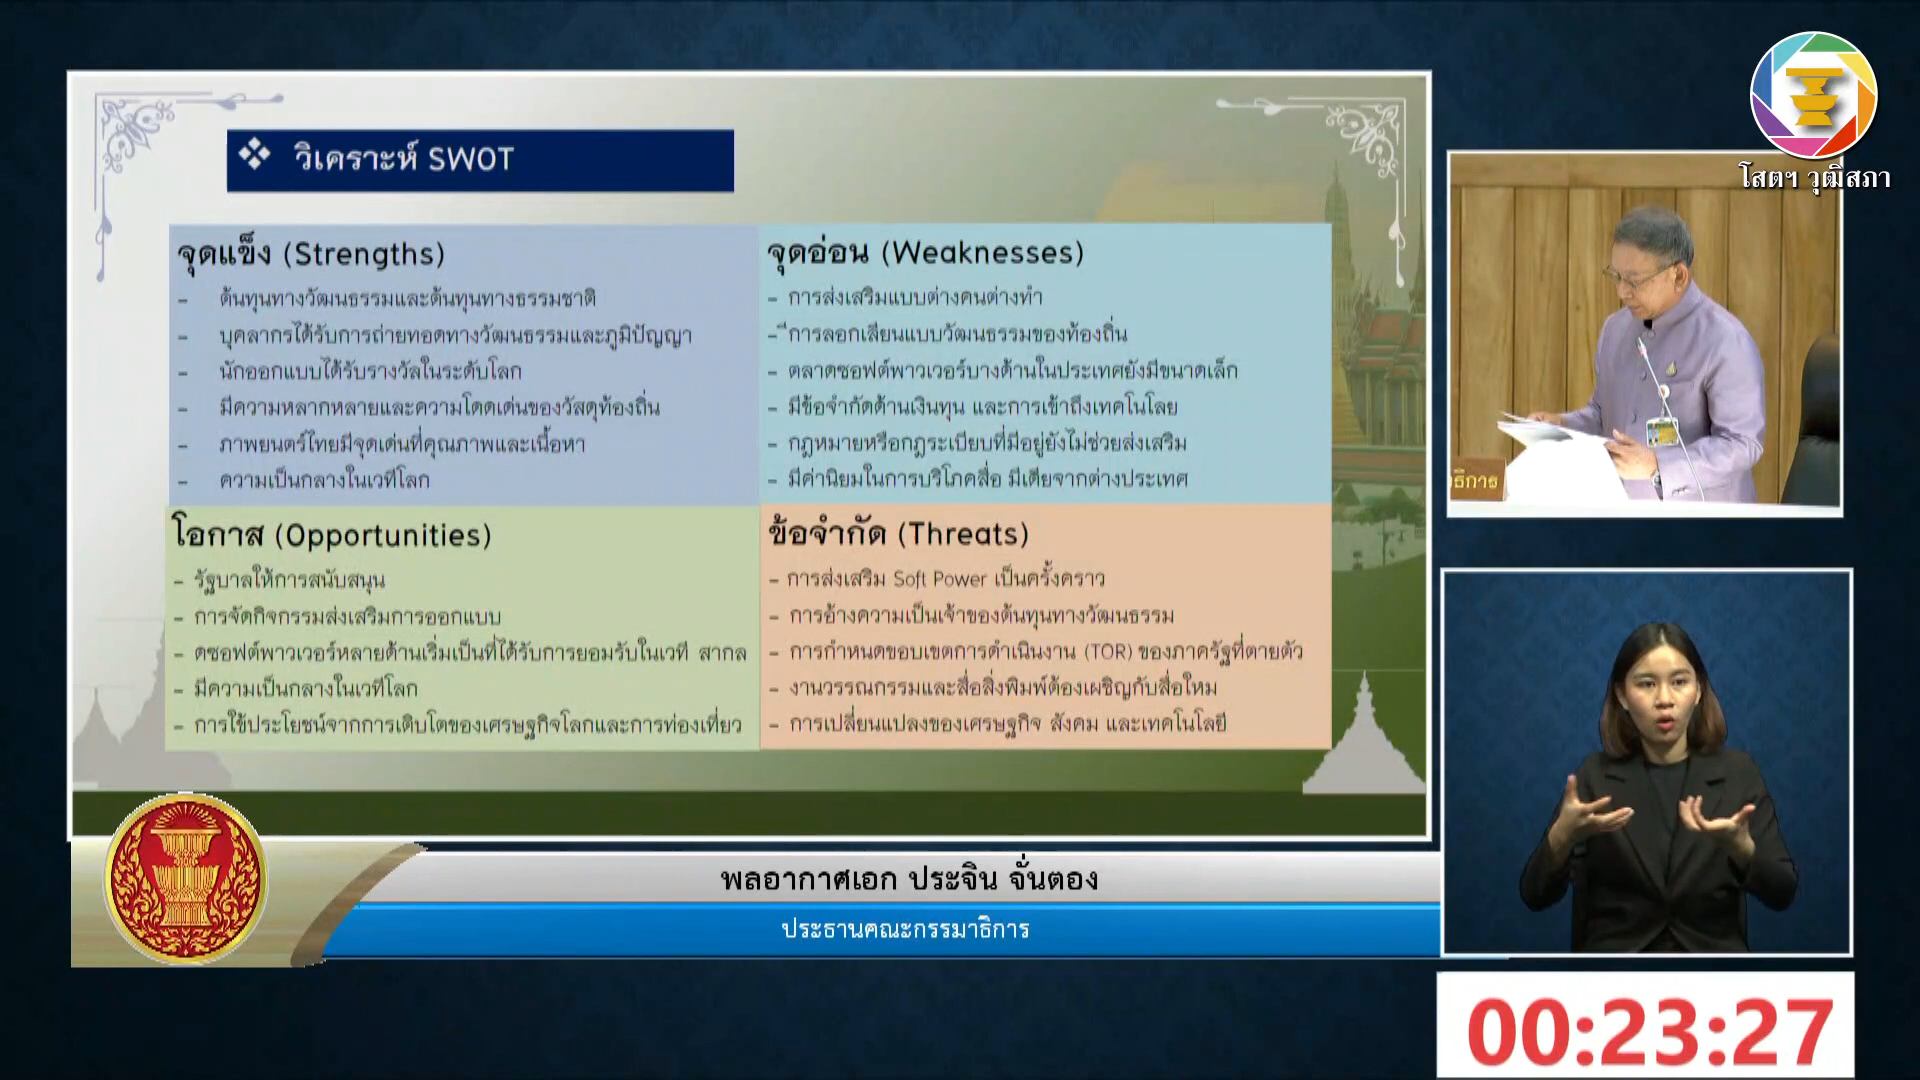 โสตฯ วุฒิสภา
วิเคราะห์ SWOT
จุดแข็ง (Strengths)
- ต้นทุนทางวัฒนธรรมและต้นทุนทางธรรมชาติ
- บุคลากรได้รับการถ่ายทอดทางวัฒนธรรมและภูมิปัญญา
- นักออกแบบได้รับรางวัลในระดับโลก
- มีความหลากหลายและความโดดเด่นของวัสดุท้องถิ่น
- ภาพยนตร์ไทยมีจุดเด่นที่คุณภาพและเนื้อหา
- ความเป็นกลางในเวทีโลก
จุดอ่อน (Weaknesses)
- การส่งเสริมแบบต่างคนต่างทำ
- ีการลอกเลียนแบบวัฒนธรรมของท้องถิ่น
- ตลาดซอฟต์พาวเวอร์บางด้านในประเทศยังมีขนาดเล็ก
- มีข้อจำกัดด้านเงินทุน และการเข้าถึงเทคโนโลย
- กฎหมายหรือกฎระเบียบที่มีอยู่ยังไม่ช่วยส่งเสริม
- มีค่านิยมในการบริโภคสื่อ มีเดียจากต่างประเทศ
โอกาส (Opportunities)
- รัฐบาลให้การสนับสนุน
- การจัดกิจกรรมส่งเสริมการออกแบบ
- ดซอฟต์พาวเวอร์หลายด้านเริ่มเป็นที่ได้รับการยอมรับในเวที สากล
- มีความเป็นกลางในเวทีโลก
- การใช้ประโยชน์จากการเติบโตของเศรษฐกิจโลกและการท่องเที่ยว
ข้อจำกัด (Threats)
- การส่งเสริม Soft Power เป็นครั้งคราว
- การอ้างความเป็นเจ้าของต้นทุนทางวัฒนธรรม
- การกำหนดขอบเขตการดำเนินงาน (TOR) ของภาครัฐที่ตายตัว
- งานวรรณกรรมและสื่อสิ่งพิมพ์ต้องเผชิญกับสื่อใหม
- การเปลี่ยนแปลงของเศรษฐกิจ สังคม และเทคโนโลยี
พลอากาศเอก ประจิน จั่นตอง
ประธานคณะกรรมาธิการ
00:23:27